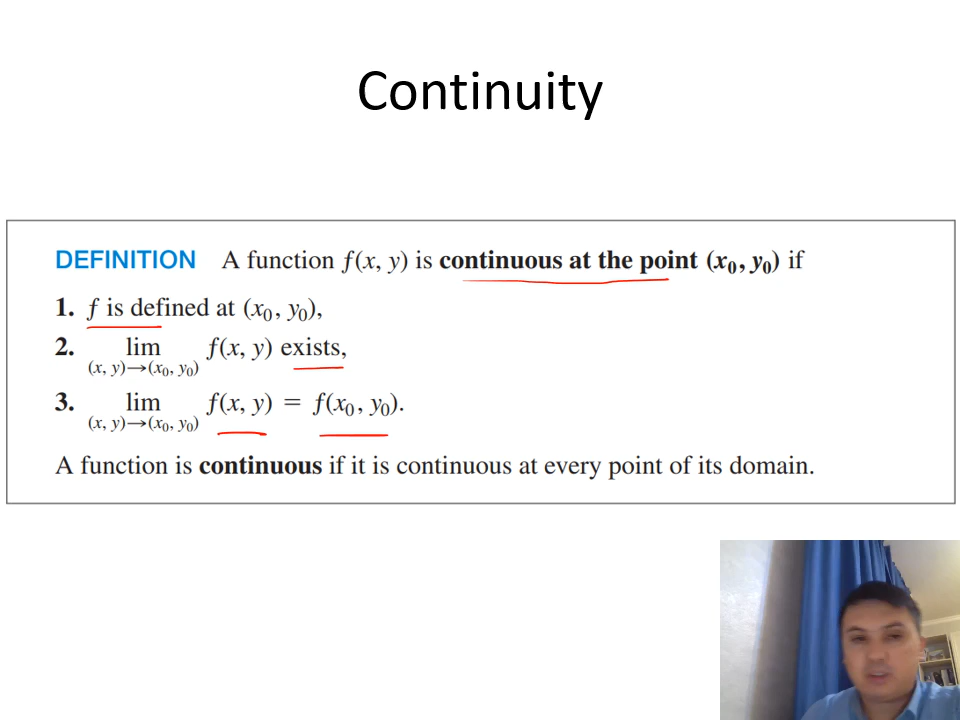 Continuity
DEFINITION A function f(x, y) is continuous at the point (x₀, y₀) if
1. f is defined at (x₀, y₀),
2. lim f(x, y) exists,
(x, y)→(x₀, y₀)
3. lim f(x, y) = f(x₀, y₀).
(x, y)→(x₀, y₀)
A function is continuous if it is continuous at every point of its domain.